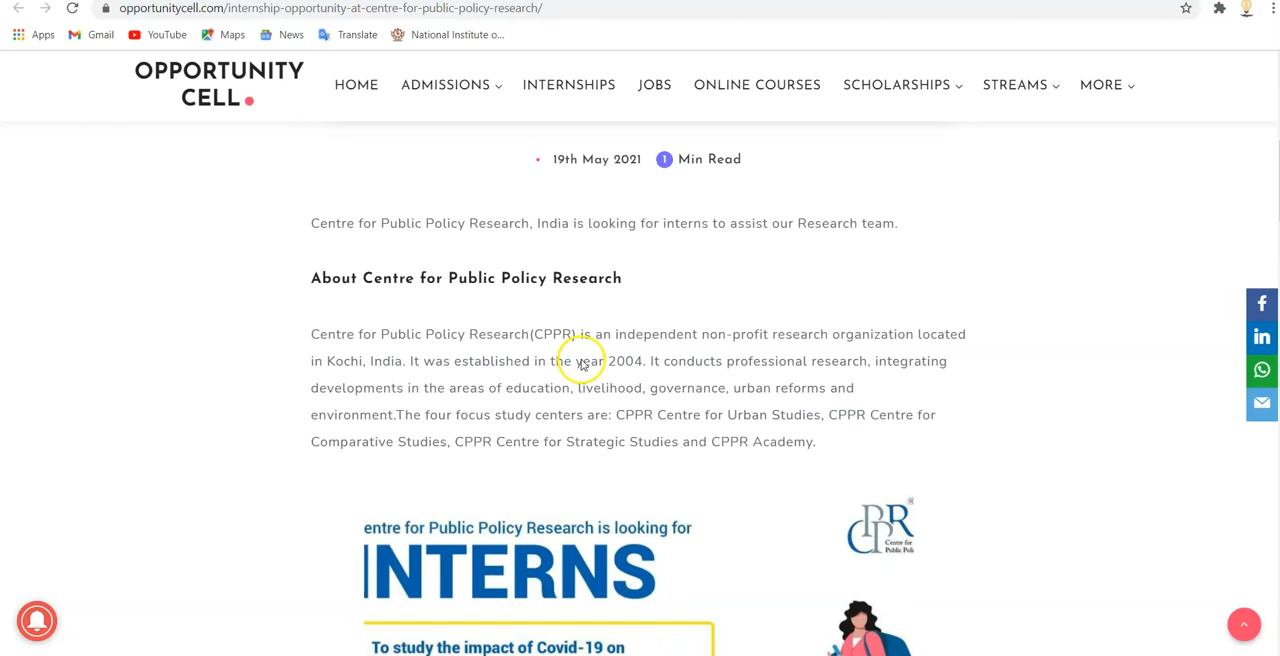 opportunitycell.com/internship-opportunity-at-centre-for-public-policy-research/
Apps Gmail YouTube Maps News Translate National Institute o...
OPPORTUNITY
CELL
HOME ADMISSIONS INTERNSHIPS JOBS ONLINE COURSES SCHOLARSHIPS STREAMS MORE
19th May 2021 1 Min Read
Centre for Public Policy Research, India is looking for interns to assist our Research team.
About Centre for Public Policy Research
Centre for Public Policy Research(CPPR) is an independent non-profit research organization located
in Kochi, India. It was established in the year 2004. It conducts professional research, integrating
developments in the areas of education, livelihood, governance, urban reforms and
environment.The four focus study centers are: CPPR Centre for Urban Studies, CPPR Centre for
Comparative Studies, CPPR Centre for Strategic Studies and CPPR Academy.
entre for Public Policy Research is looking for
INTERNS
To study the impact of Covid-19 on
CPPR
Centre for
Public Poli